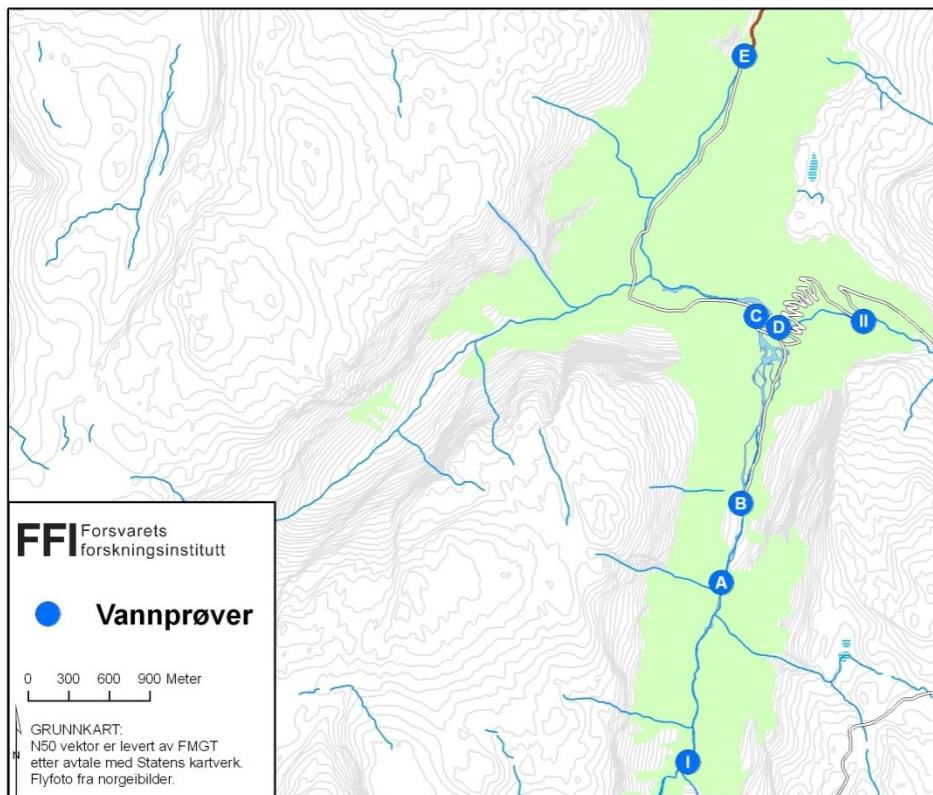 E
C
D
II
B
A
I
FFI Forsvarets
forskningsinstitutt
Vannprøver
0 300 600 900 Meter
N
GRUNNKART:
N50 vektor er levert av FMGT
etter avtale med Statens kartverk.
Flyfoto fra norgeibilder.